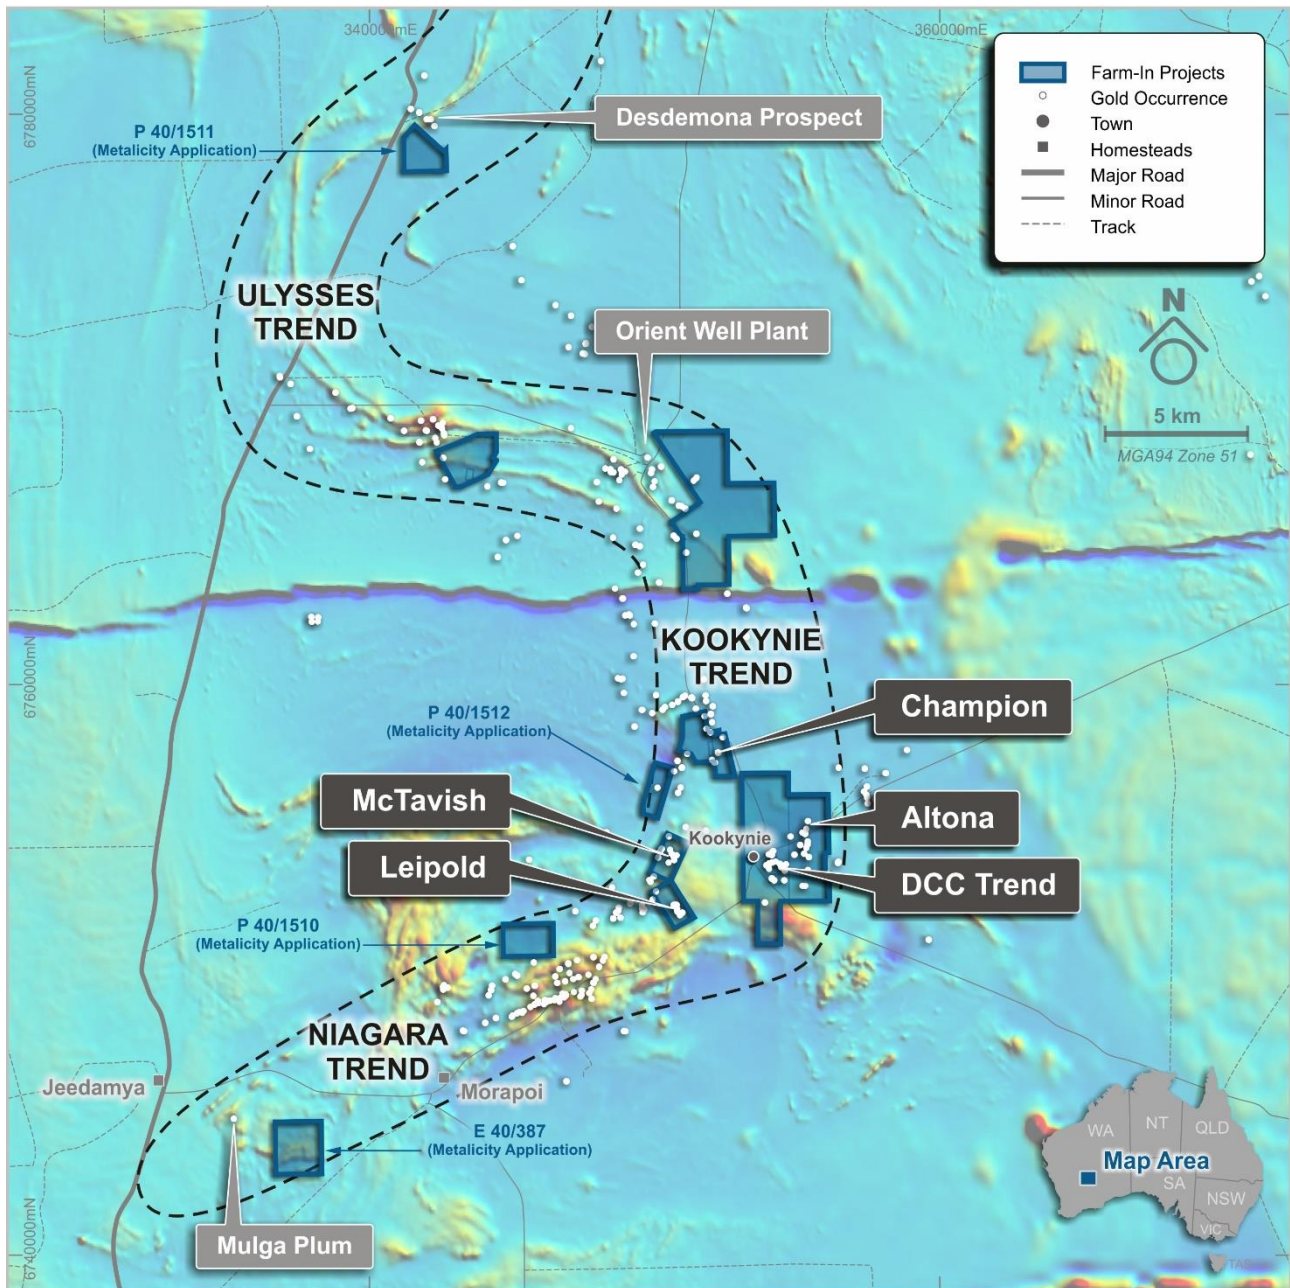 340000mE
360000mE
6780000mN
Farm-In Projects
Gold Occurrence
Town
Homesteads
Major Road
Minor Road
Track
Desdemona Prospect
P 40/1511
(Metalicity Application)
ULYSSES
TREND
Orient Well Plant
N
5 km
MGA94 Zone 51
KOOKYNIE
TREND
6760000mN
Champion
P 40/1512
(Metalicity Application)
McTavish
Altona
Kookynie
Leipold
DCC Trend
P 40/1510
(Metalicity Application)
NIAGARA
TREND
Jeedamya
Morapoi
E 40/387
(Metalicity Application)
WA
NT
QLD
Map Area
SA
NSW
VIC
TAS
Mulga Plum
6740000mN